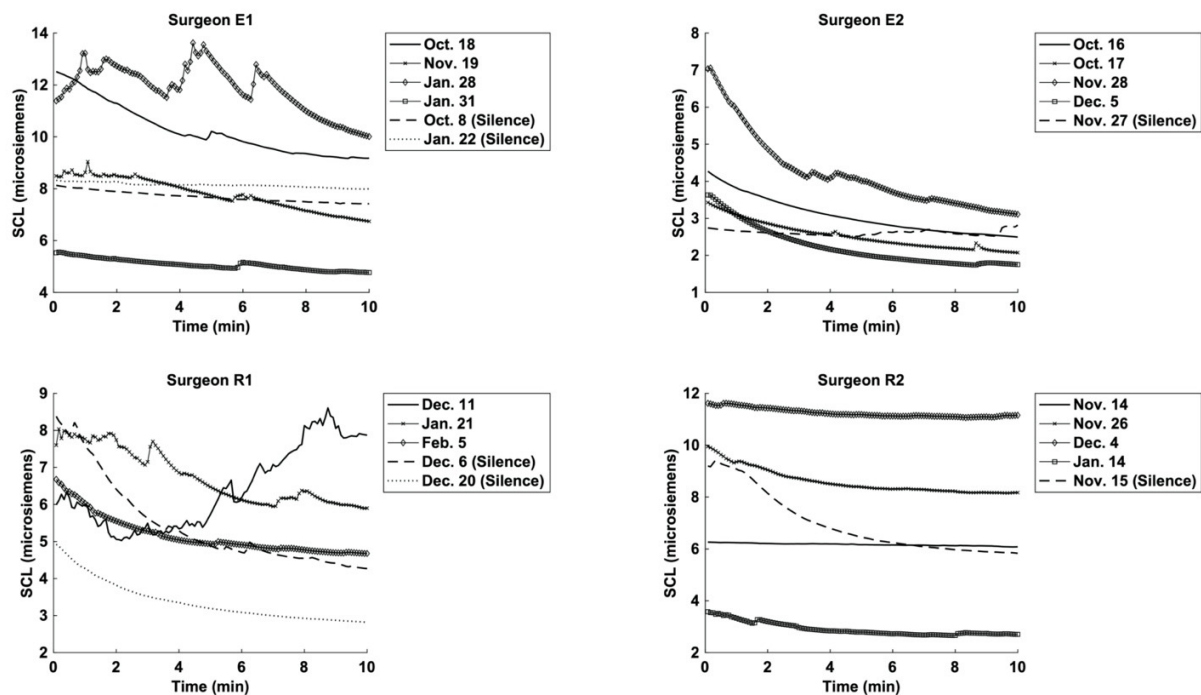 Surgeon E1
14
12
10
8
6
4
SCL (microsiemens)
0 2 4 6 8 10
Time (min)
Oct. 18
Nov. 19
Jan. 28
Jan. 31
Oct. 8 (Silence)
Jan. 22 (Silence)
Surgeon E2
8
7
6
5
4
3
2
1
SCL (microsiemens)
0 2 4 6 8 10
Time (min)
Oct. 16
Oct. 17
Nov. 28
Dec. 5
Nov. 27 (Silence)
Surgeon R1
9
8
7
6
5
4
3
2
SCL (microsiemens)
0 2 4 6 8 10
Time (min)
Dec. 11
Jan. 21
Feb. 5
Dec. 6 (Silence)
Dec. 20 (Silence)
Surgeon R2
12
10
8
6
4
2
SCL (microsiemens)
0 2 4 6 8 10
Time (min)
Nov. 14
Nov. 26
Dec. 4
Jan. 14
Nov. 15 (Silence)